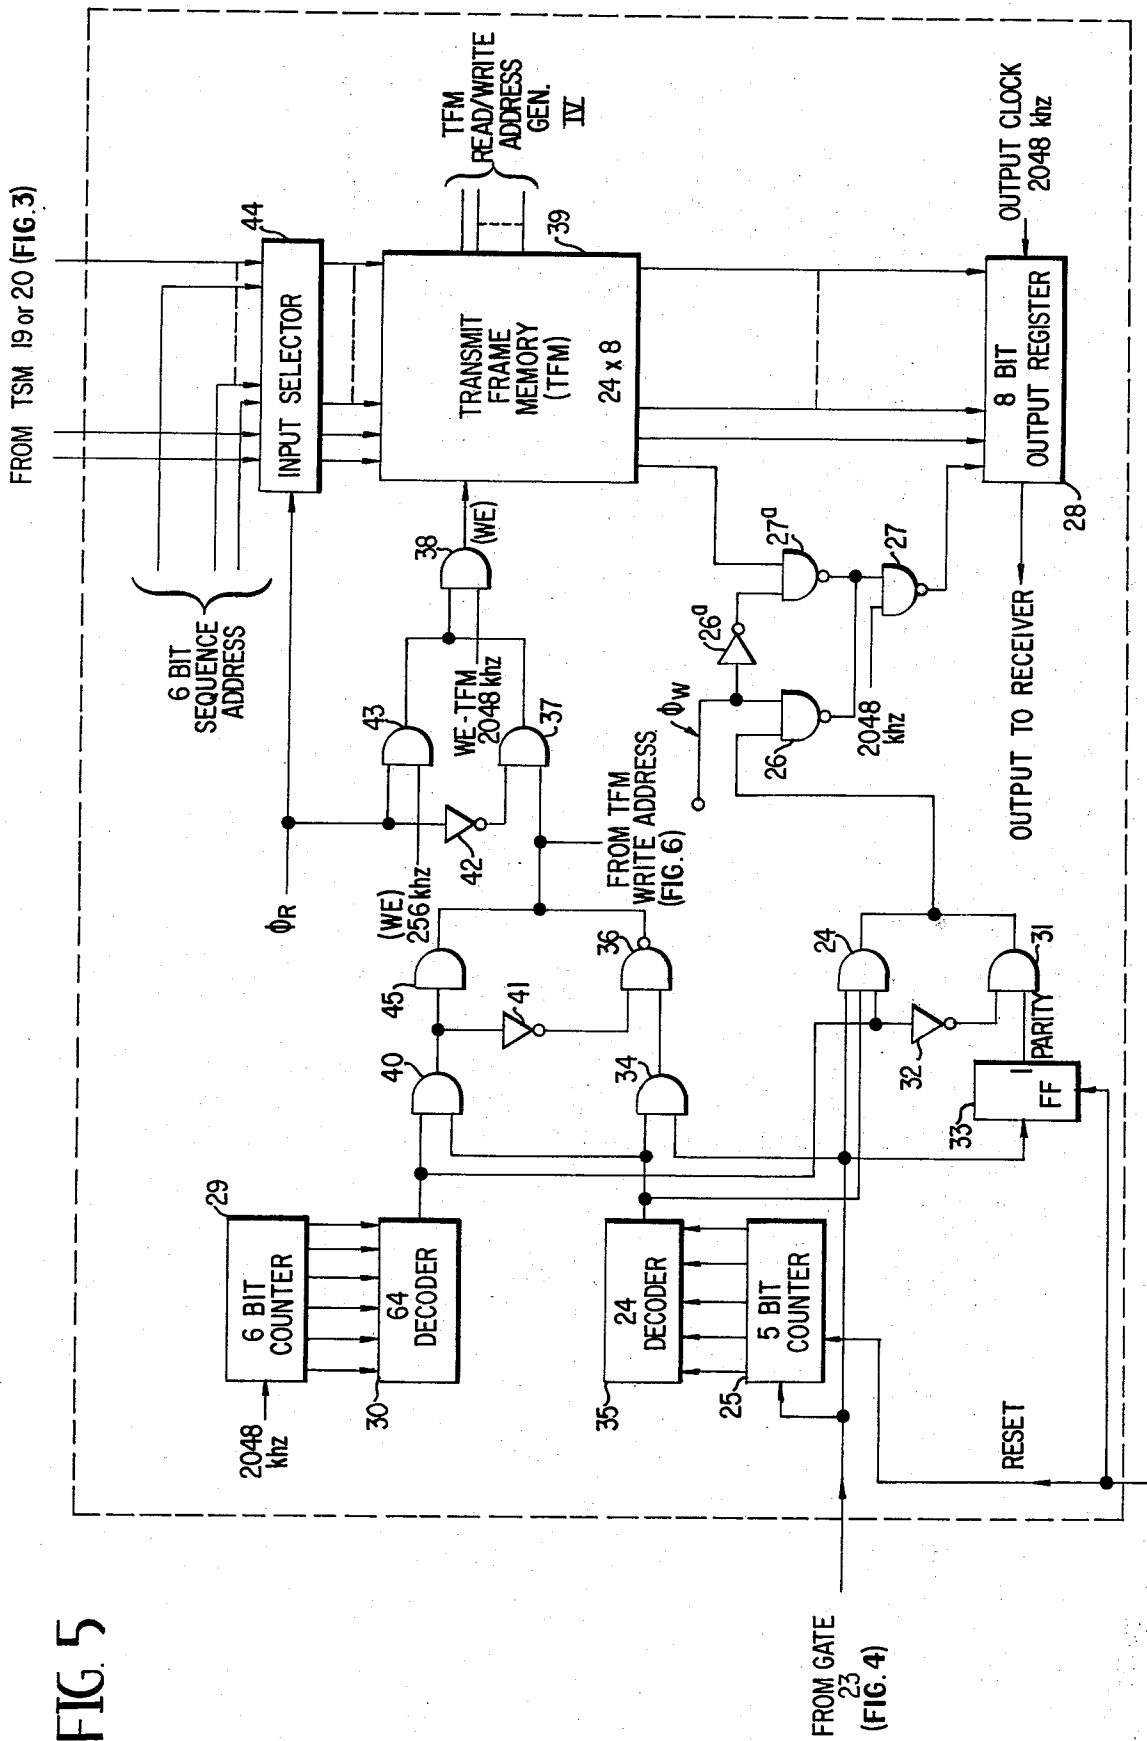 FIG. 5
FROM TSM 19 or 20 (FIG. 3)
6 BIT
SEQUENCE
ADDRESS
44
INPUT SELECTOR
ΦR
43
(WE)
256 khz
42
WE-TFM
2048 khz
37
38
(WE)
TRANSMIT
FRAME
MEMORY
(TFM)
24 x 8
39
TFM
READ/WRITE
ADDRESS
GEN.
IV
29
6 BIT
COUNTER
2048
khz
64
DECODER
30
40
45
41
36
34
FROM TFM
WRITE ADDRESS
(FIG. 6)
24
DECODER
35
5 BIT
COUNTER
25
ΦW
26a
26
27a
27
2048
khz
24
32
31
PARITY
33
1
FF
8 BIT
OUTPUT REGISTER
28
OUTPUT CLOCK
2048 khz
OUTPUT TO RECEIVER
RESET
FROM GATE
23
(FIG. 4)